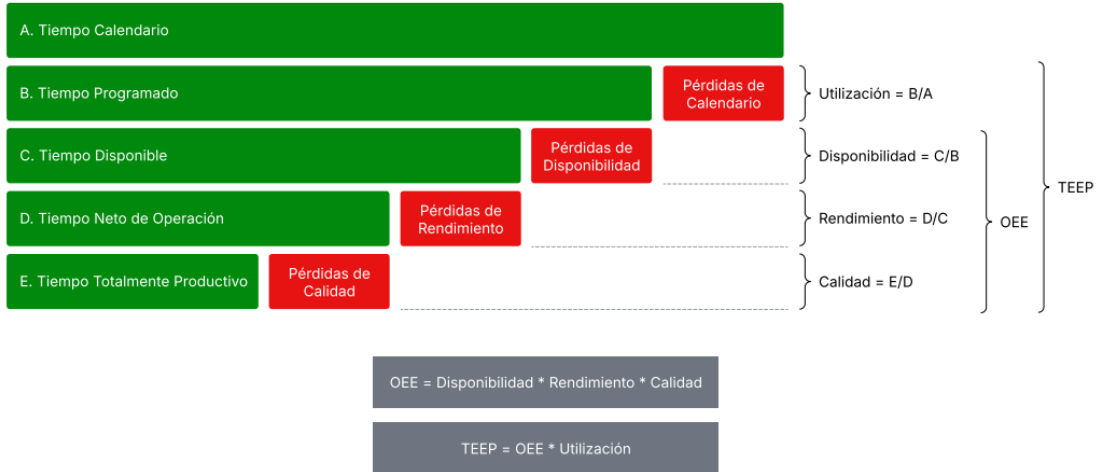 A. Tiempo Calendario
B. Tiempo Programado
Pérdidas de
Calendario
Utilización = B/A
C. Tiempo Disponible
Pérdidas de
Disponibilidad
Disponibilidad = C/B
D. Tiempo Neto de Operación
Pérdidas de
Rendimiento
Rendimiento = D/C
E. Tiempo Totalmente Productivo
Pérdidas de
Calidad
Calidad = E/D
OEE
TEEP
OEE = Disponibilidad * Rendimiento * Calidad
TEEP = OEE * Utilización